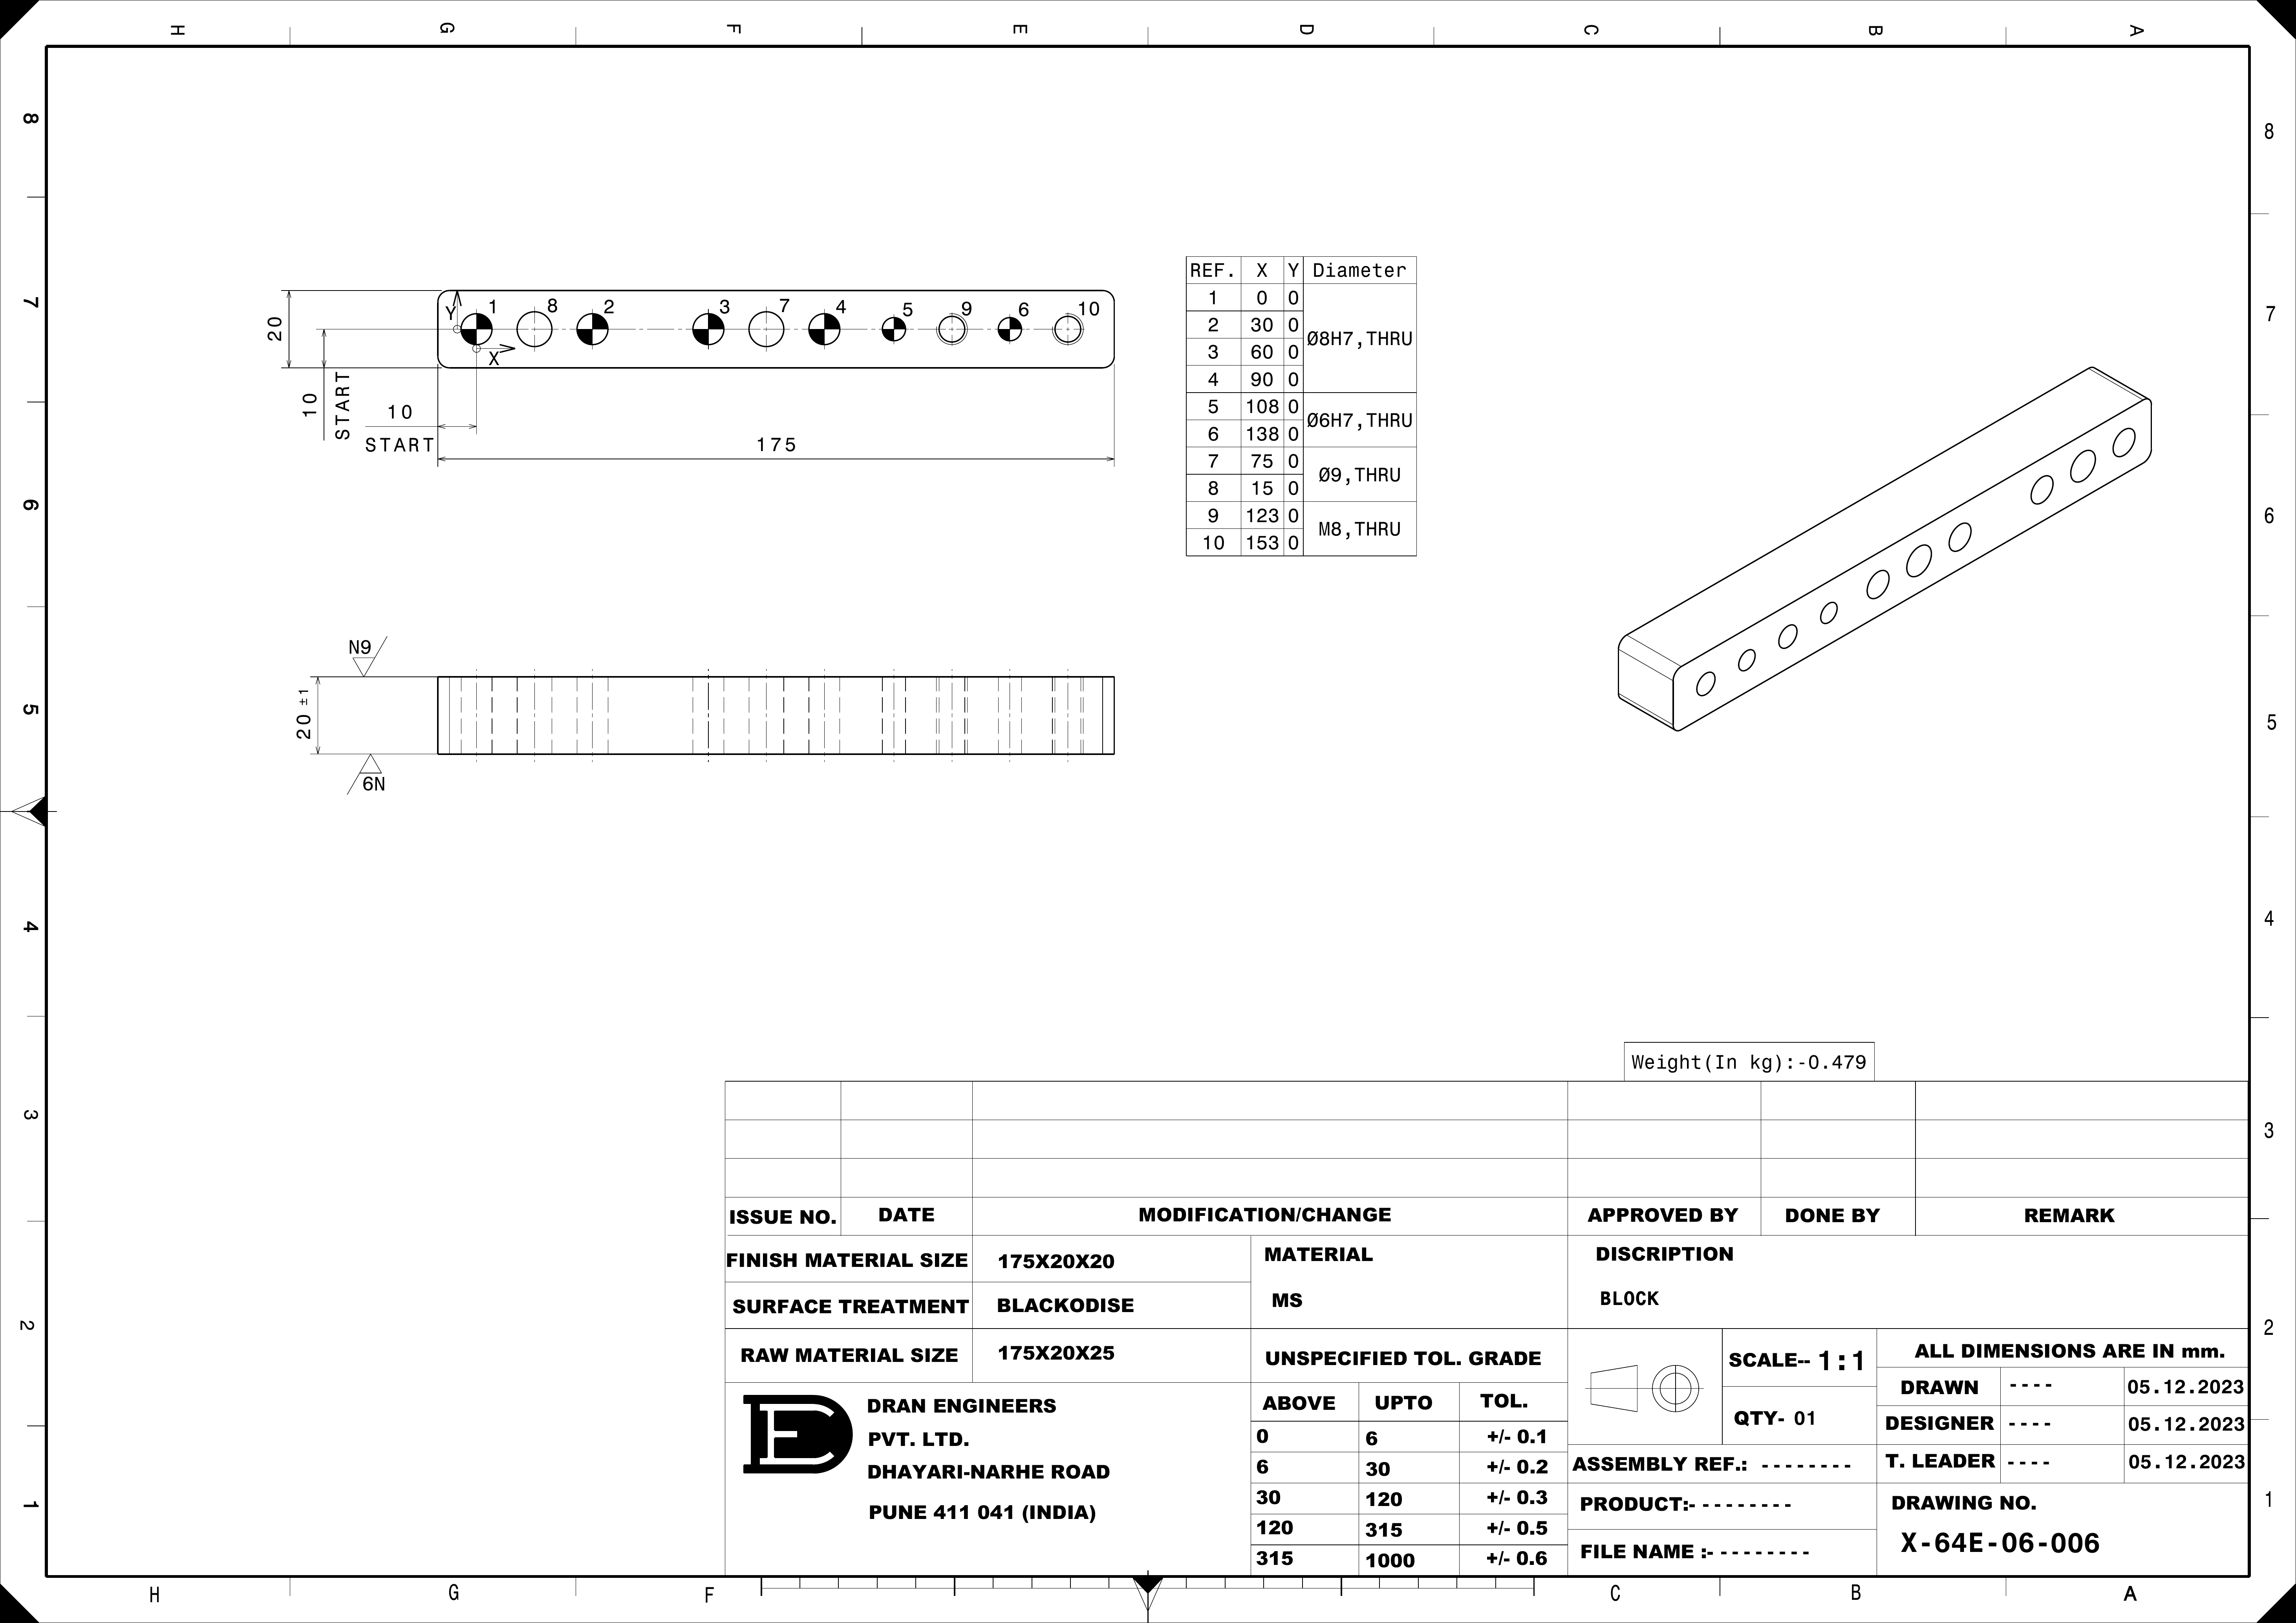 H G F E D C B A
8
7
6
5
4
3
2
1
8
7
6
5
4
3
2
1
20
10
START
10
START
175
Y
X
1 8 2 3 7 4 5 9 6 10
REF. X Y Diameter
1 0 0 Ø8H7,THRU
2 30 0
3 60 0
4 90 0
5 108 0 Ø6H7,THRU
6 138 0
7 75 0 Ø9,THRU
8 15 0
9 123 0 M8,THRU
10 153 0
N9
20 ±1
6N
Weight(In kg):-0.479
ISSUE NO. DATE MODIFICATION/CHANGE APPROVED BY DONE BY REMARK
FINISH MATERIAL SIZE 175X20X20
SURFACE TREATMENT BLACKODISE
RAW MATERIAL SIZE 175X20X25
MATERIAL
MS
DISCRIPTION
BLOCK
DRAN ENGINEERS
PVT. LTD.
DHAYARI-NARHE ROAD
PUNE 411 041 (INDIA)
UNSPECIFIED TOL. GRADE
ABOVE UPTO TOL.
0 6 +/- 0.1
6 30 +/- 0.2
30 120 +/- 0.3
120 315 +/- 0.5
315 1000 +/- 0.6
SCALE-- 1:1
QTY- 01
ASSEMBLY REF.: --------
PRODUCT:---------
FILE NAME :---------
ALL DIMENSIONS ARE IN mm.
DRAWN ---- 05.12.2023
DESIGNER ---- 05.12.2023
T. LEADER ---- 05.12.2023
DRAWING NO.
X-64E-06-006
H G F C B A